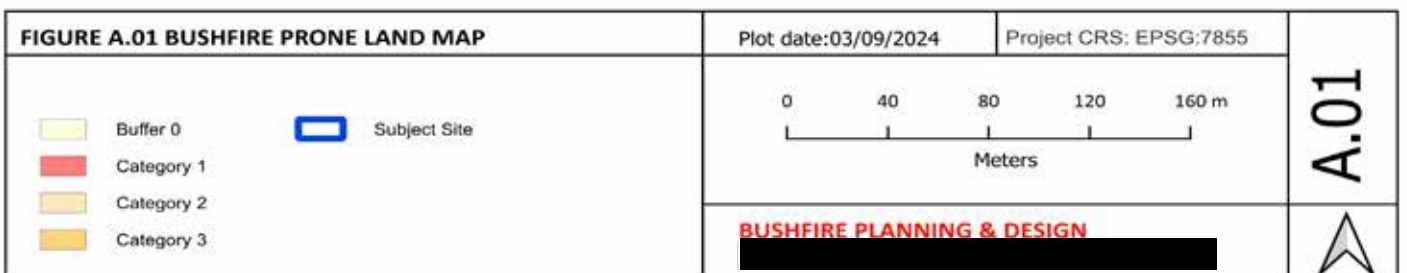 FIGURE A.01 BUSHFIRE PRONE LAND MAP
Plot date:03/09/2024
Project CRS: EPSG:7855
A.01
Buffer 0
Subject Site
Category 1
Category 2
Category 3
0 40 80 120 160 m
Meters
BUSHFIRE PLANNING & DESIGN